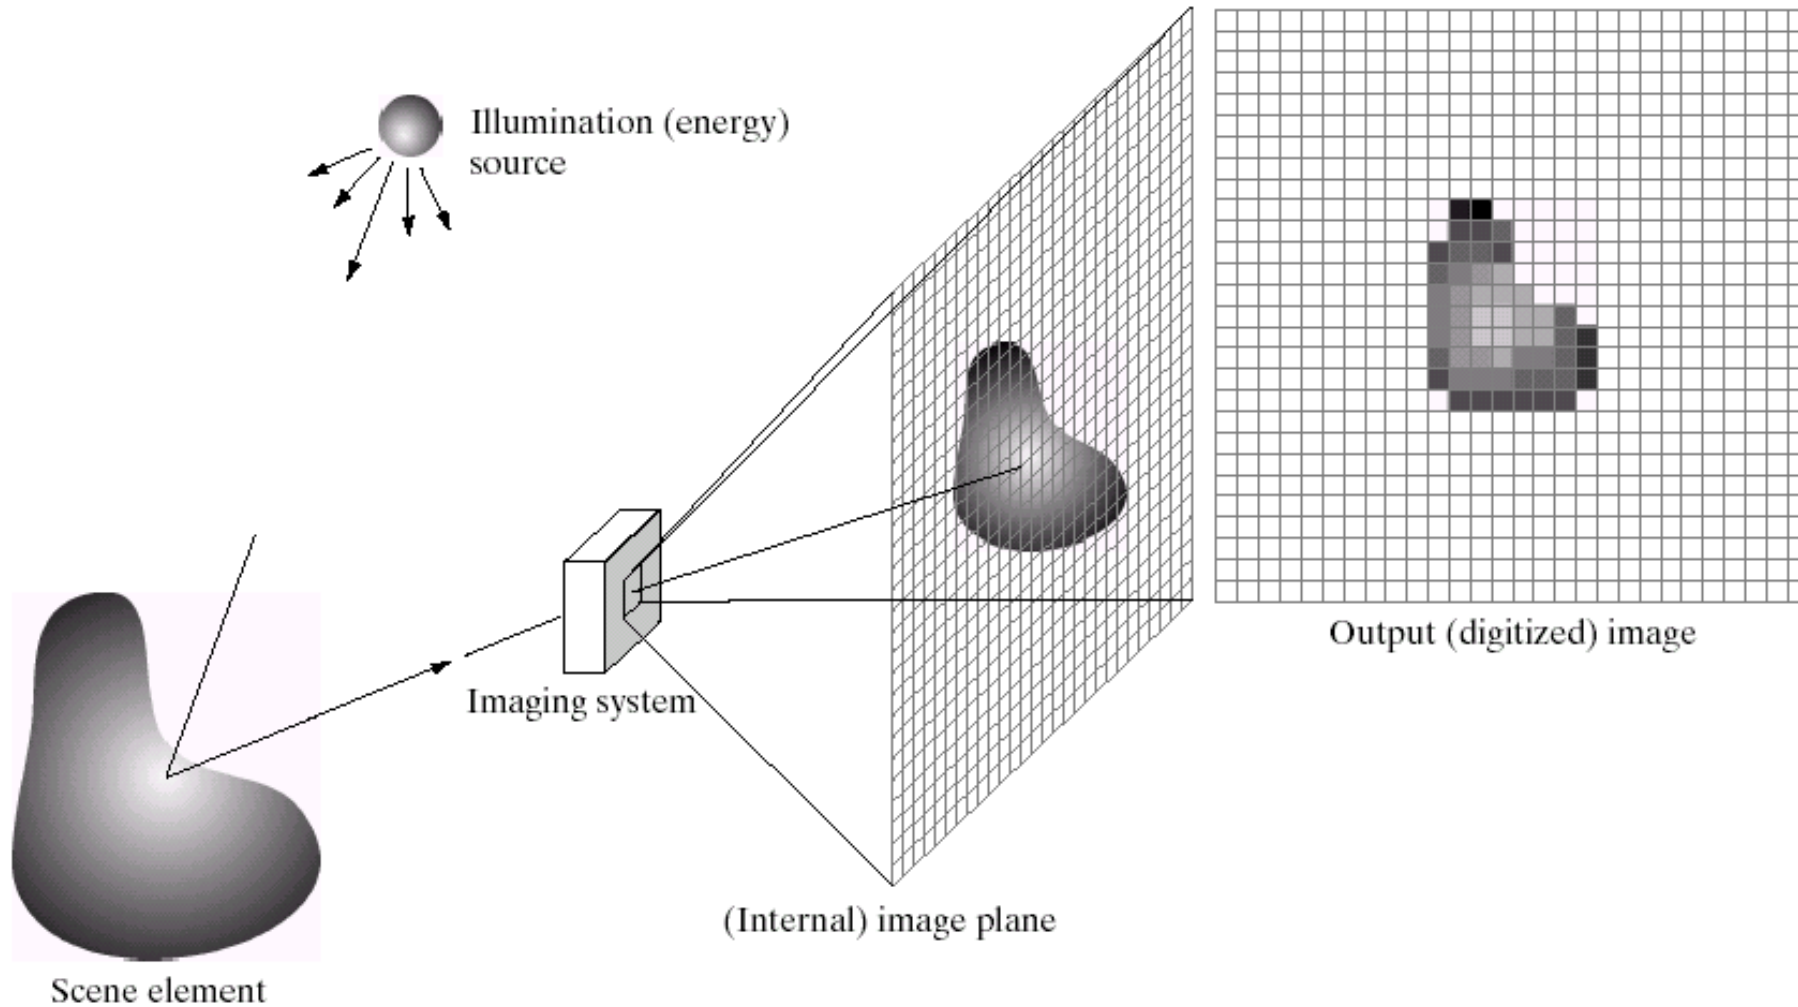 Illumination (energy)
source
Output (digitized) image
Imaging system
(Internal) image plane
Scene element